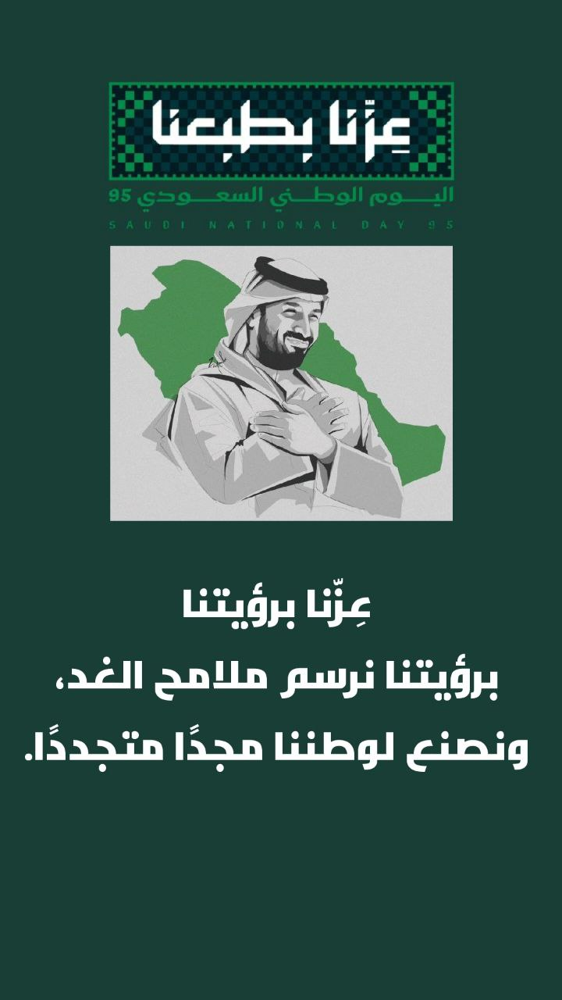 عِزَّنا بطبعنا
اليوم الوطني السعودي 95
SAUDI NATIONAL DAY 95
عِزّنا برؤيتنا
برؤيتنا نرسم ملامح الغد،
ونصنع لوطننا مجدًا متجددًا.